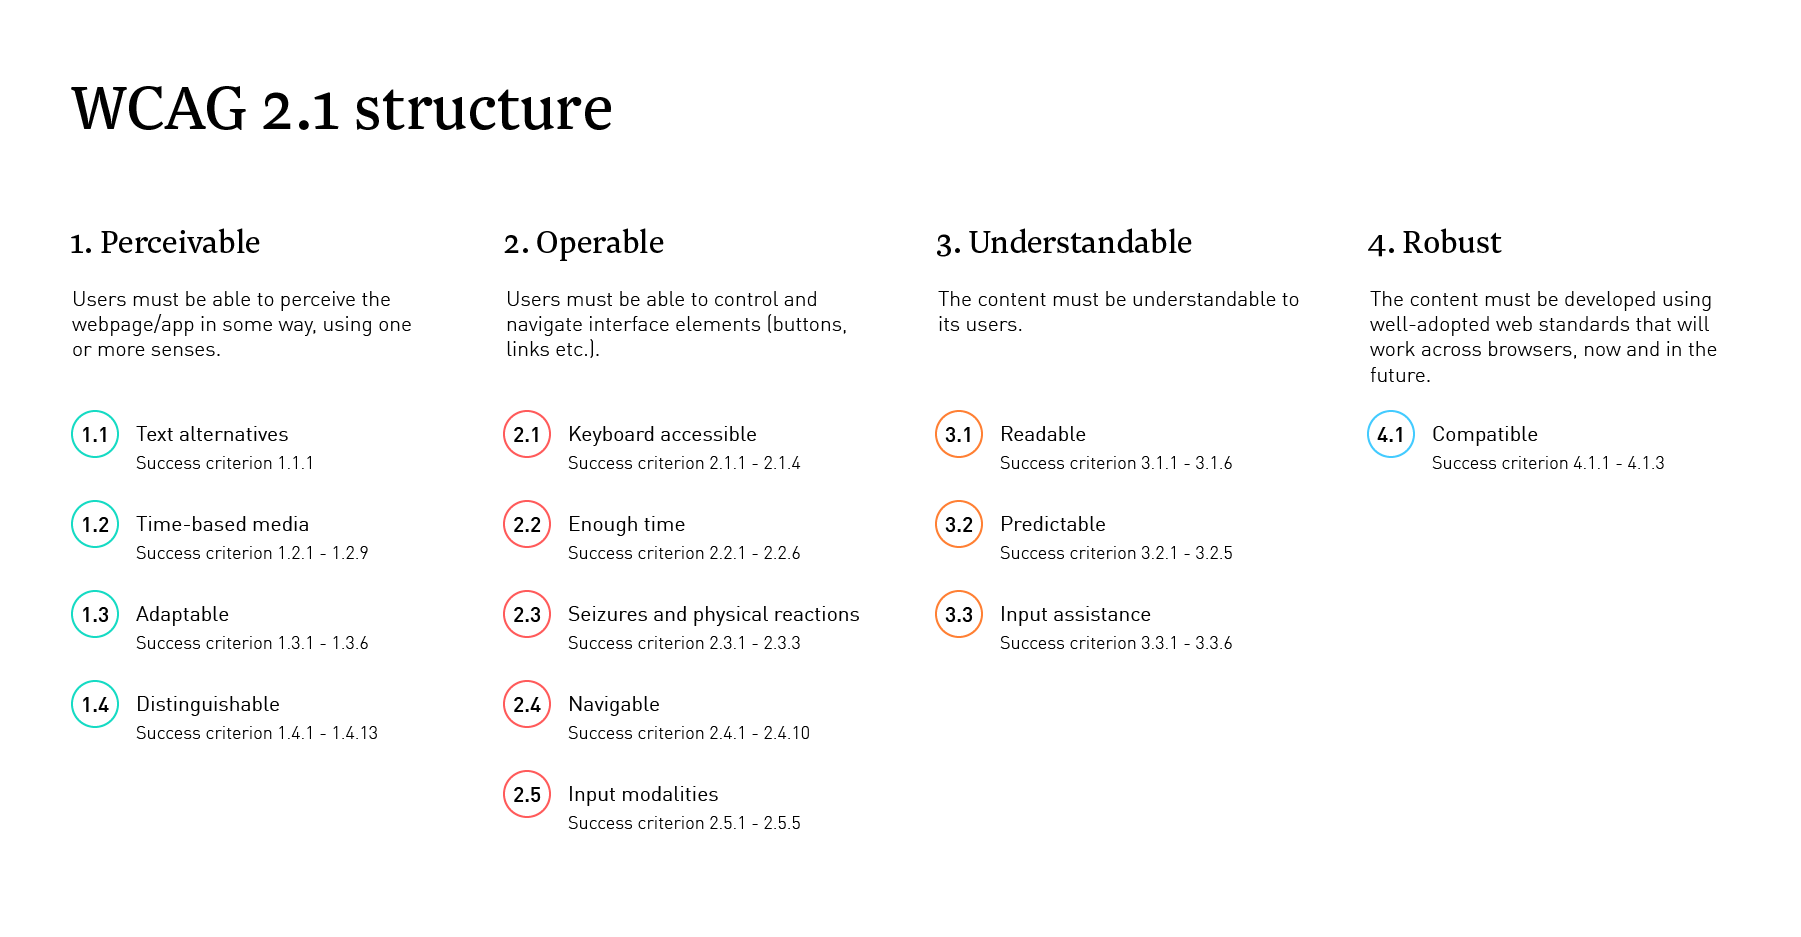 WCAG 2.1 structure
1. Perceivable
Users must be able to perceive the
webpage/app in some way, using one
or more senses.
1.1 Text alternatives
Success criterion 1.1.1
1.2 Time-based media
Success criterion 1.2.1 - 1.2.9
1.3 Adaptable
Success criterion 1.3.1 - 1.3.6
1.4 Distinguishable
Success criterion 1.4.1 - 1.4.13
2. Operable
Users must be able to control and
navigate interface elements (buttons,
links etc.).
2.1 Keyboard accessible
Success criterion 2.1.1 - 2.1.4
2.2 Enough time
Success criterion 2.2.1 - 2.2.6
2.3 Seizures and physical reactions
Success criterion 2.3.1 - 2.3.3
2.4 Navigable
Success criterion 2.4.1 - 2.4.10
2.5 Input modalities
Success criterion 2.5.1 - 2.5.5
3. Understandable
The content must be understandable to
its users.
3.1 Readable
Success criterion 3.1.1 - 3.1.6
3.2 Predictable
Success criterion 3.2.1 - 3.2.5
3.3 Input assistance
Success criterion 3.3.1 - 3.3.6
4. Robust
The content must be developed using
well-adopted web standards that will
work across browsers, now and in the
future.
4.1 Compatible
Success criterion 4.1.1 - 4.1.3